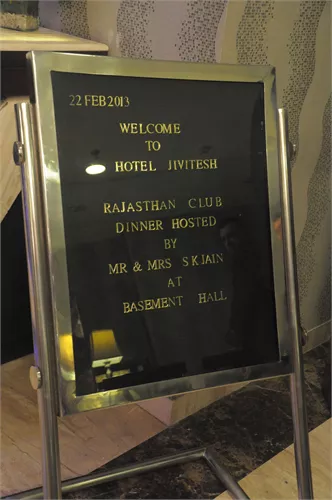 22 FEB 2013
WELCOME
TO
HOTEL JIVITESH
RAJASTHAN CLUB
DINNER HOSTED
BY
MR & MRS S K JAIN
AT
BASEMENT HALL